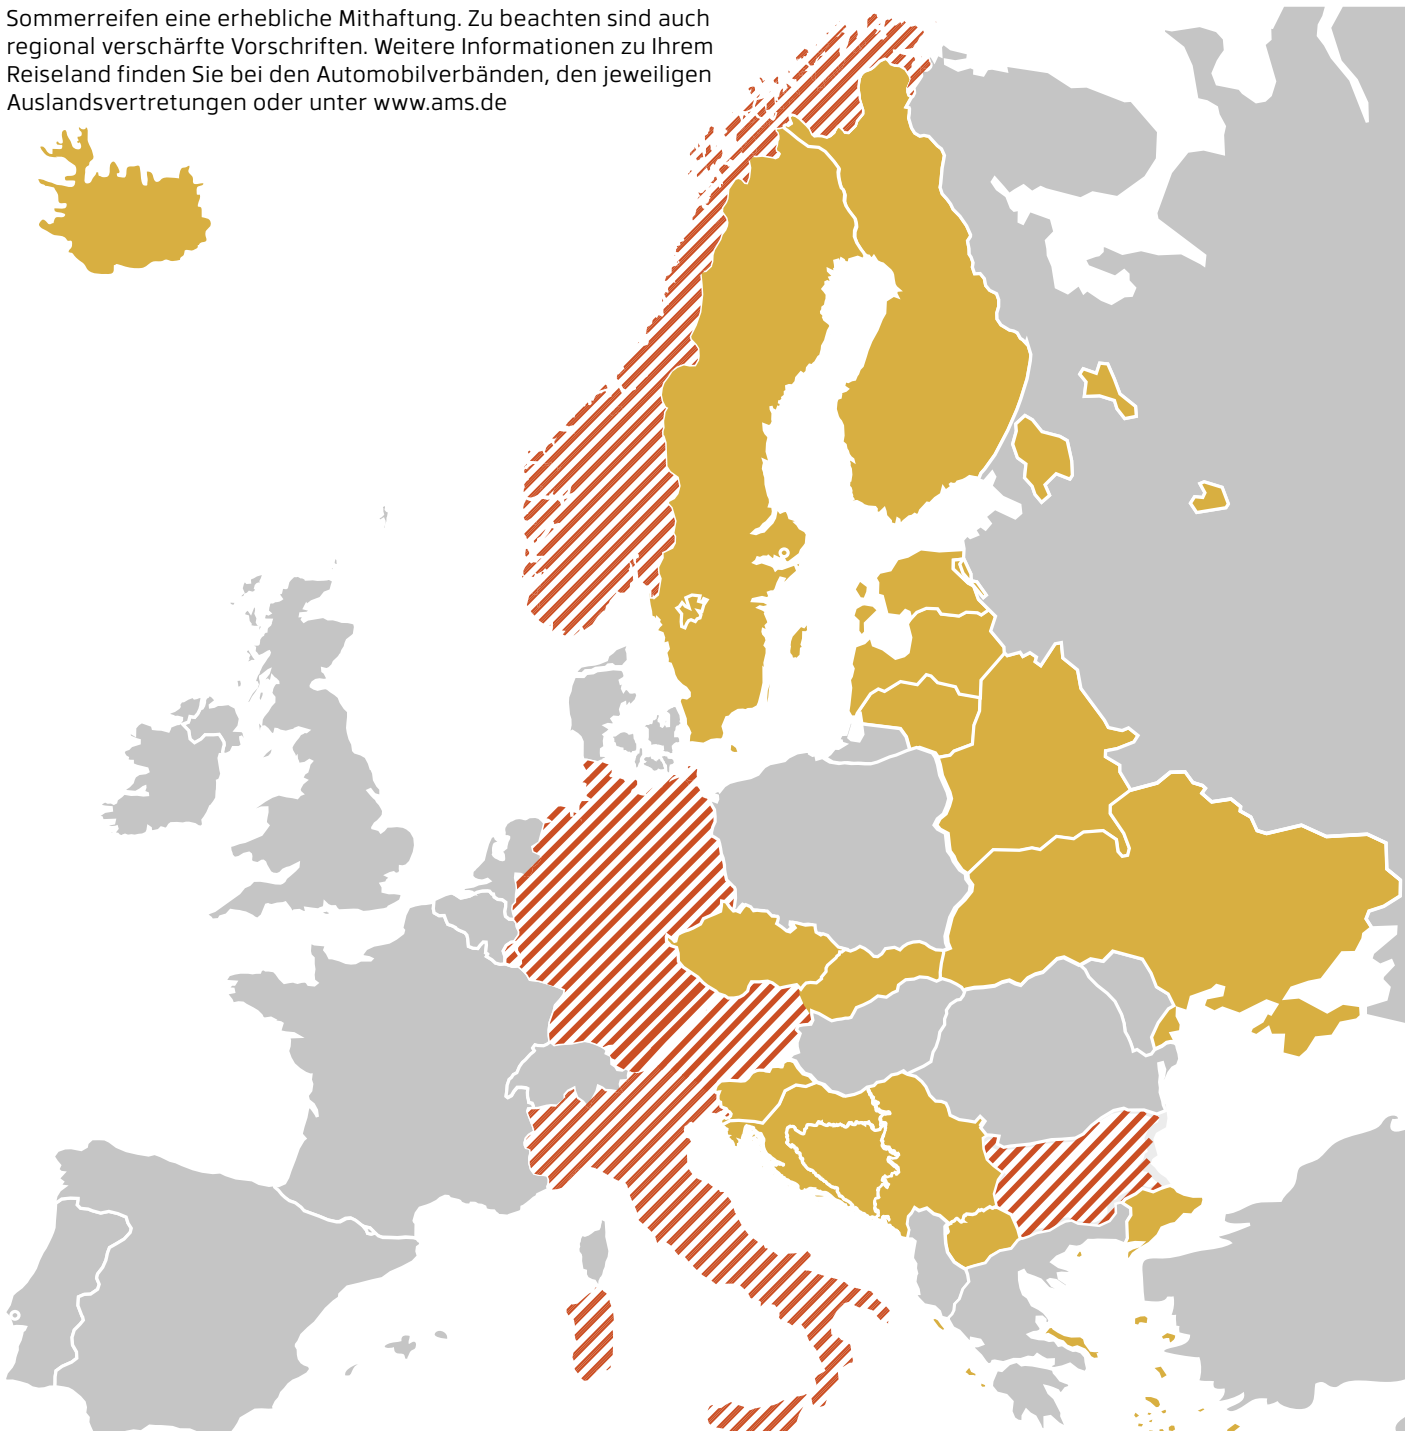 Sommerreifen eine erhebliche Mithaftung. Zu beachten sind auch
regional verschärfte Vorschriften. Weitere Informationen zu Ihrem
Reiseland finden Sie bei den Automobilverbänden, den jeweiligen
Auslandsvertretungen oder unter www.ams.de